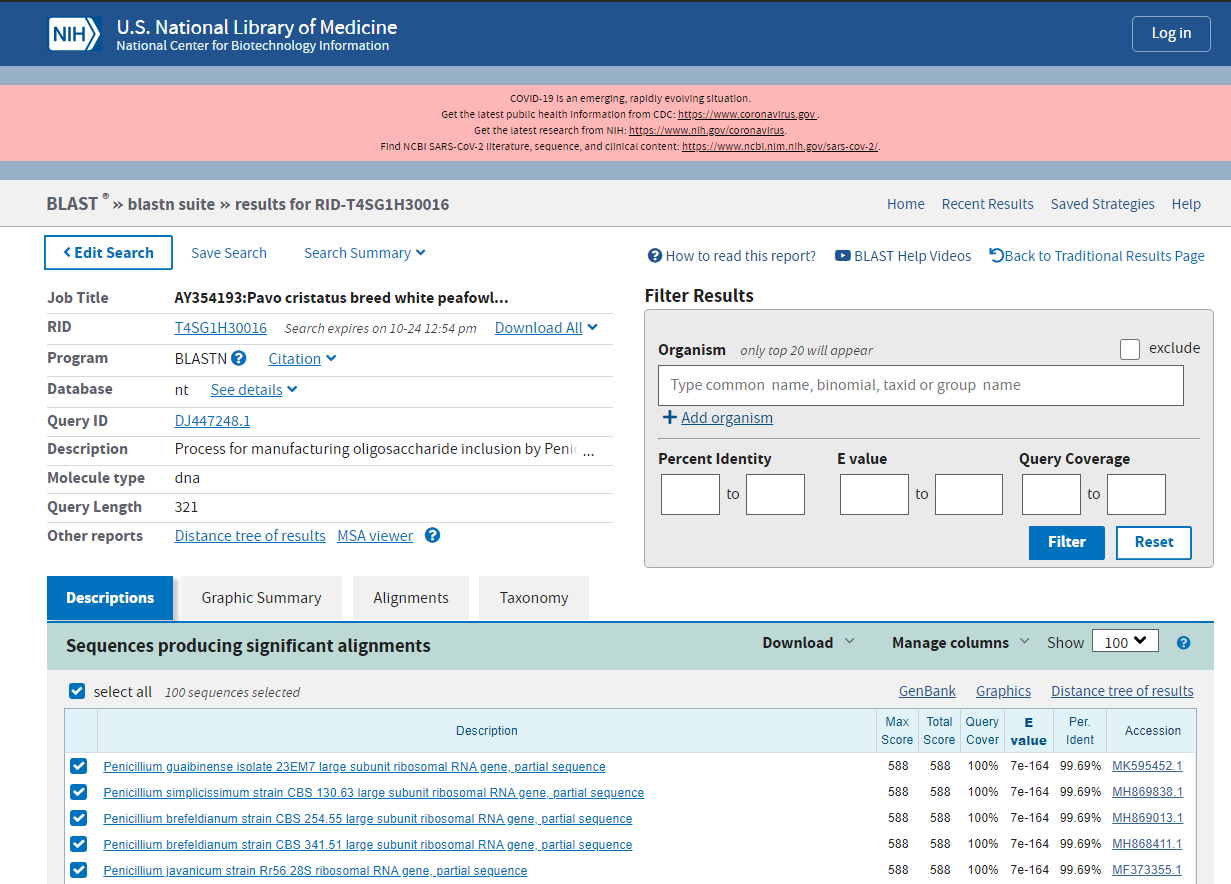 NIH U.S. National Library of Medicine
National Center for Biotechnology Information
Log in
COVID-19 is an emerging, rapidly evolving situation.
Get the latest public health information from CDC: https://www.coronavirus.gov .
Get the latest research from NIH: https://www.nih.gov/coronavirus.
Find NCBI SARS-CoV-2 literature, sequence, and clinical content: https://www.ncbi.nlm.nih.gov/sars-cov-2/.
BLAST ® » blastn suite » results for RID-T4SG1H30016
Home Recent Results Saved Strategies Help
Edit Search Save Search Search Summary
How to read this report? BLAST Help Videos Back to Traditional Results Page
Job Title AY354193:Pavo cristatus breed white peafowl...
RID T4SG1H30016 Search expires on 10-24 12:54 pm Download All
Program BLASTN Citation
Database nt See details
Query ID DJ447248.1
Description Process for manufacturing oligosaccharide inclusion by Penic ...
Molecule type dna
Query Length 321
Other reports Distance tree of results MSA viewer
Filter Results
Organism only top 20 will appear exclude
Type common name, binomial, taxid or group name
Add organism
Percent Identity E value Query Coverage
to to to
Filter Reset
Descriptions Graphic Summary Alignments Taxonomy
Sequences producing significant alignments Download Manage columns Show 100
select all 100 sequences selected GenBank Graphics Distance tree of results
Description Max Score Total Score Query Cover E value Per. Ident Accession
Penicillium guaibinense isolate 23EM7 large subunit ribosomal RNA gene, partial sequence 588 588 100% 7e-164 99.69% MK595452.1
Penicillium simplicissimum strain CBS 130.63 large subunit ribosomal RNA gene, partial sequence 588 588 100% 7e-164 99.69% MH869838.1
Penicillium brefeldianum strain CBS 254.55 large subunit ribosomal RNA gene, partial sequence 588 588 100% 7e-164 99.69% MH869013.1
Penicillium brefeldianum strain CBS 341.51 large subunit ribosomal RNA gene, partial sequence 588 588 100% 7e-164 99.69% MH868411.1
Penicillium javanicum strain Rr56 28S ribosomal RNA gene, partial sequence 588 588 100% 7e-164 99.69% MF373355.1